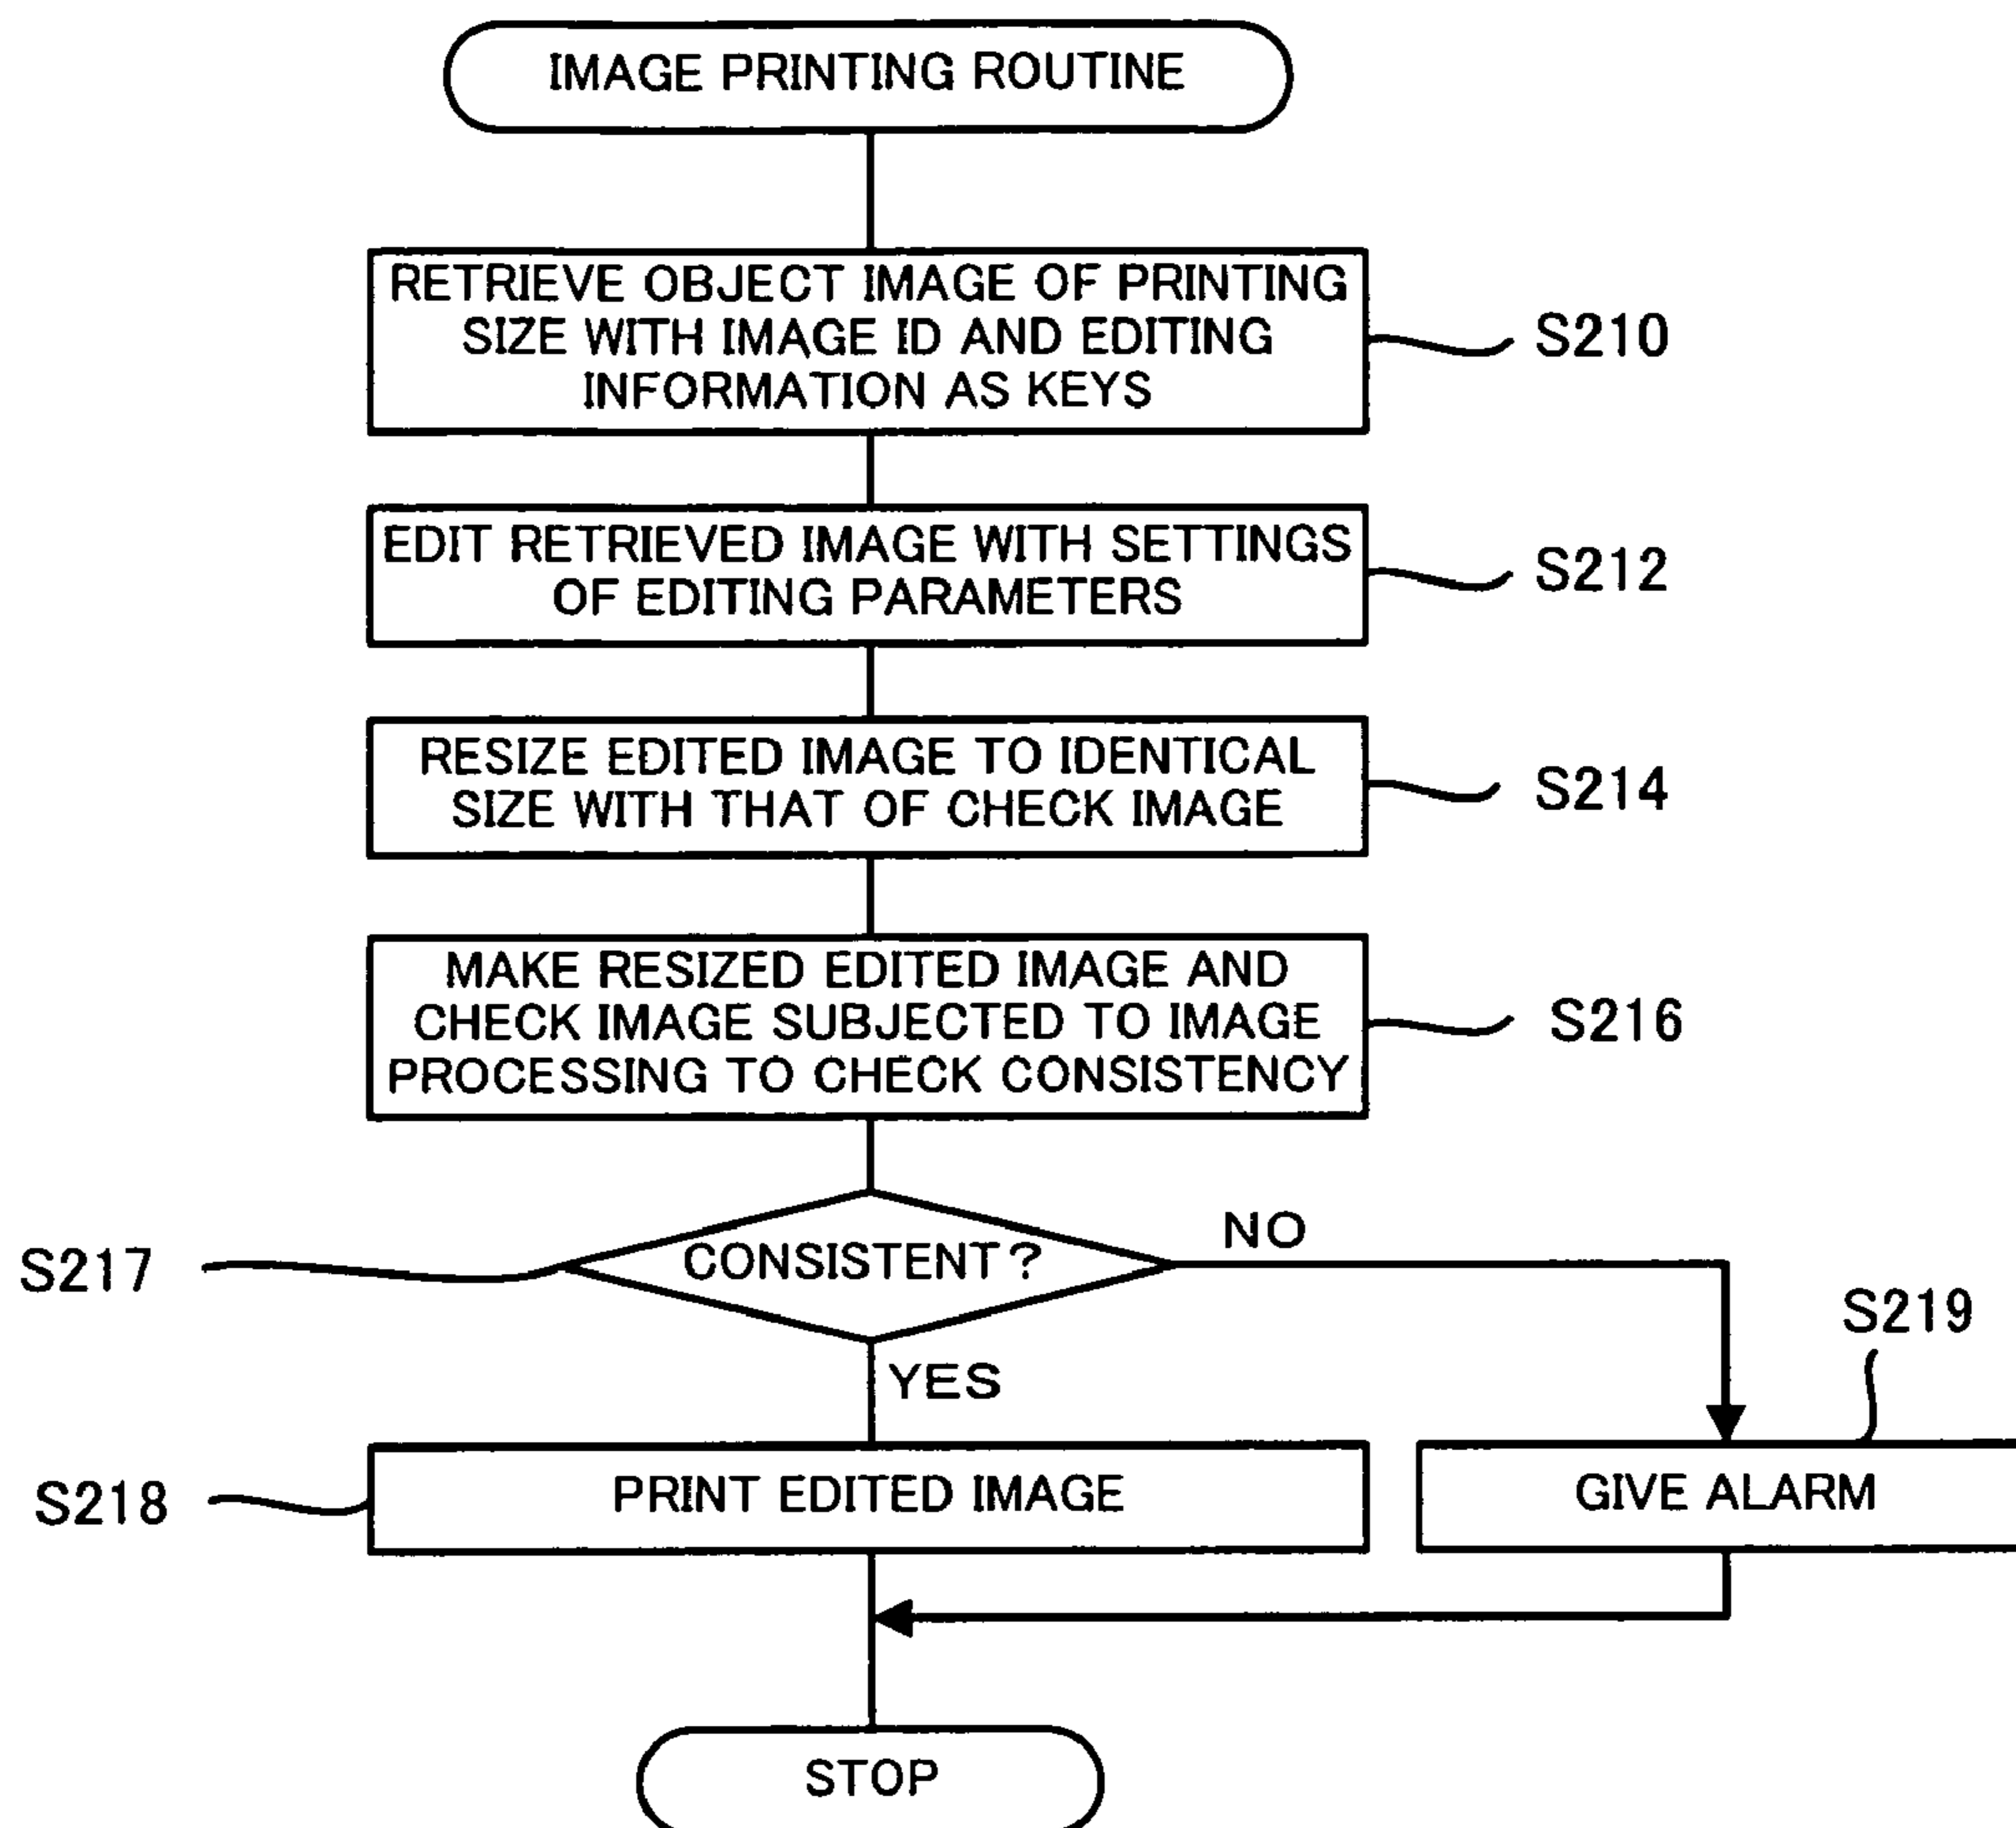 IMAGE PRINTING ROUTINE
RETRIEVE OBJECT IMAGE OF PRINTING
SIZE WITH IMAGE ID AND EDITING
INFORMATION AS KEYS
S210
EDIT RETRIEVED IMAGE WITH SETTINGS
OF EDITING PARAMETERS
S212
RESIZE EDITED IMAGE TO IDENTICAL
SIZE WITH THAT OF CHECK IMAGE
S214
MAKE RESIZED EDITED IMAGE AND
CHECK IMAGE SUBJECTED TO IMAGE
PROCESSING TO CHECK CONSISTENCY
S216
S217
CONSISTENT?
NO
YES
S219
S218
PRINT EDITED IMAGE
GIVE ALARM
STOP